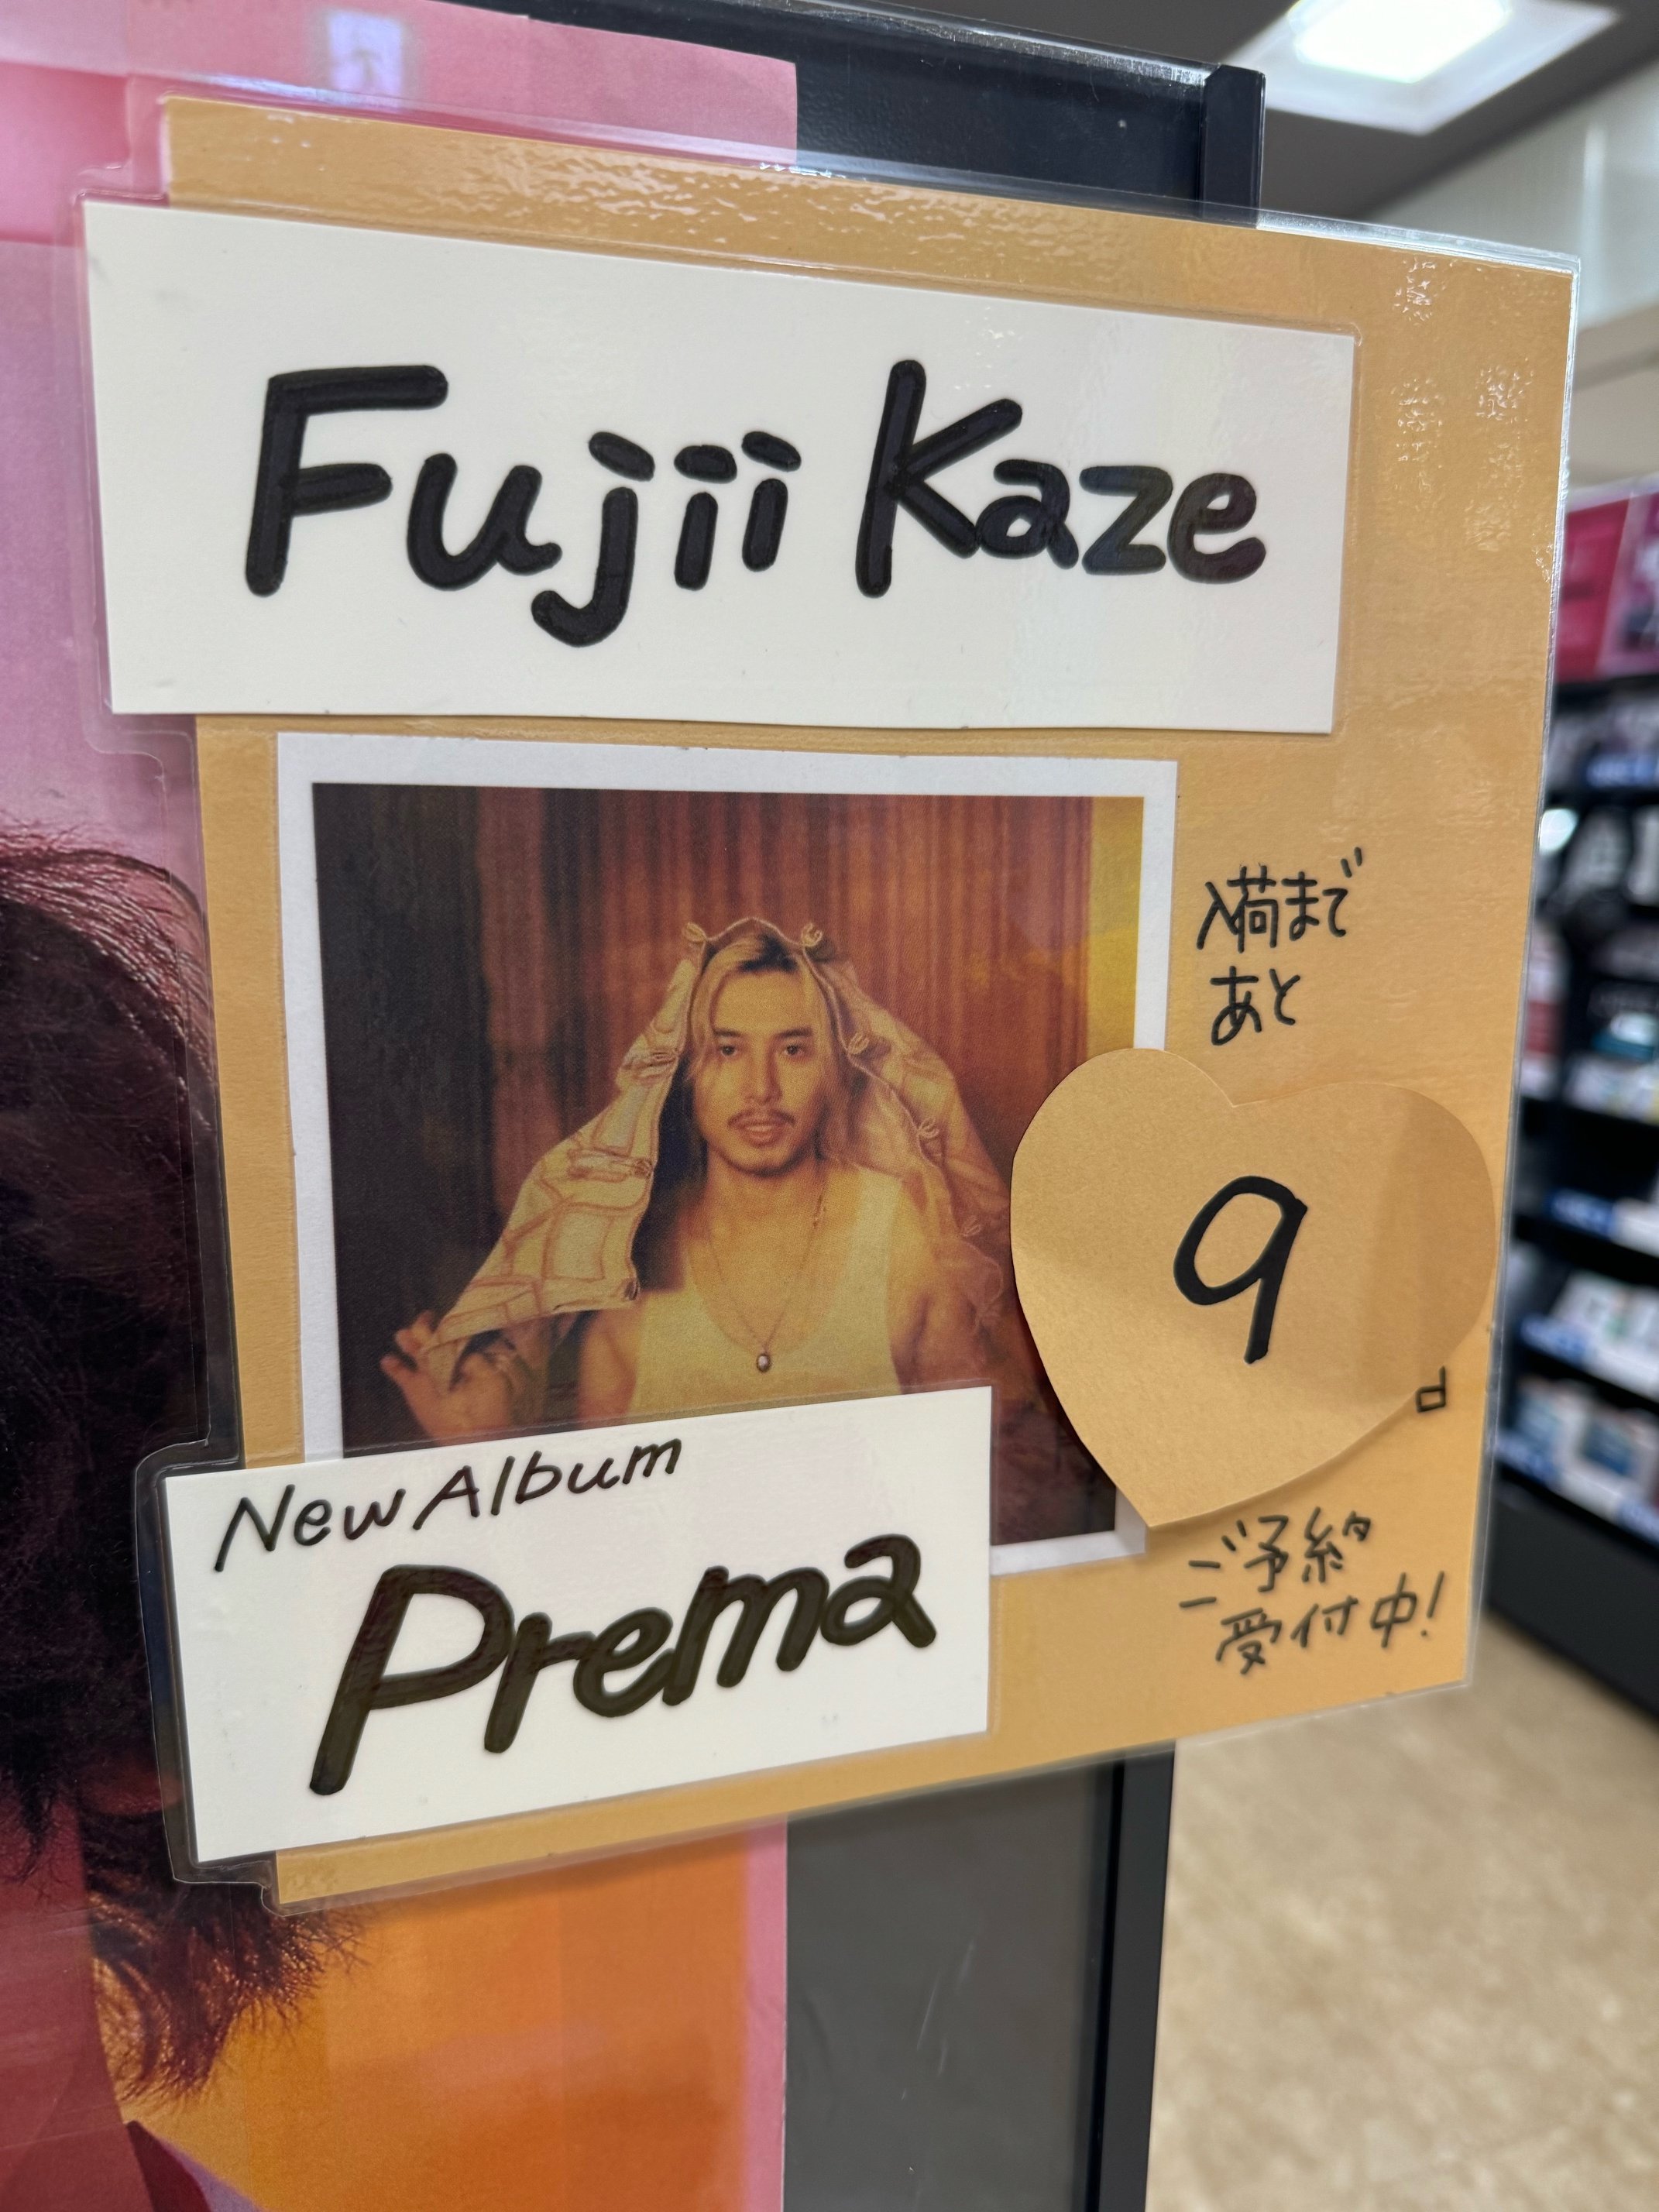 Fujii Kaze
入荷まで
あと
9
日
New Album
Prema
ご予約
受付中!